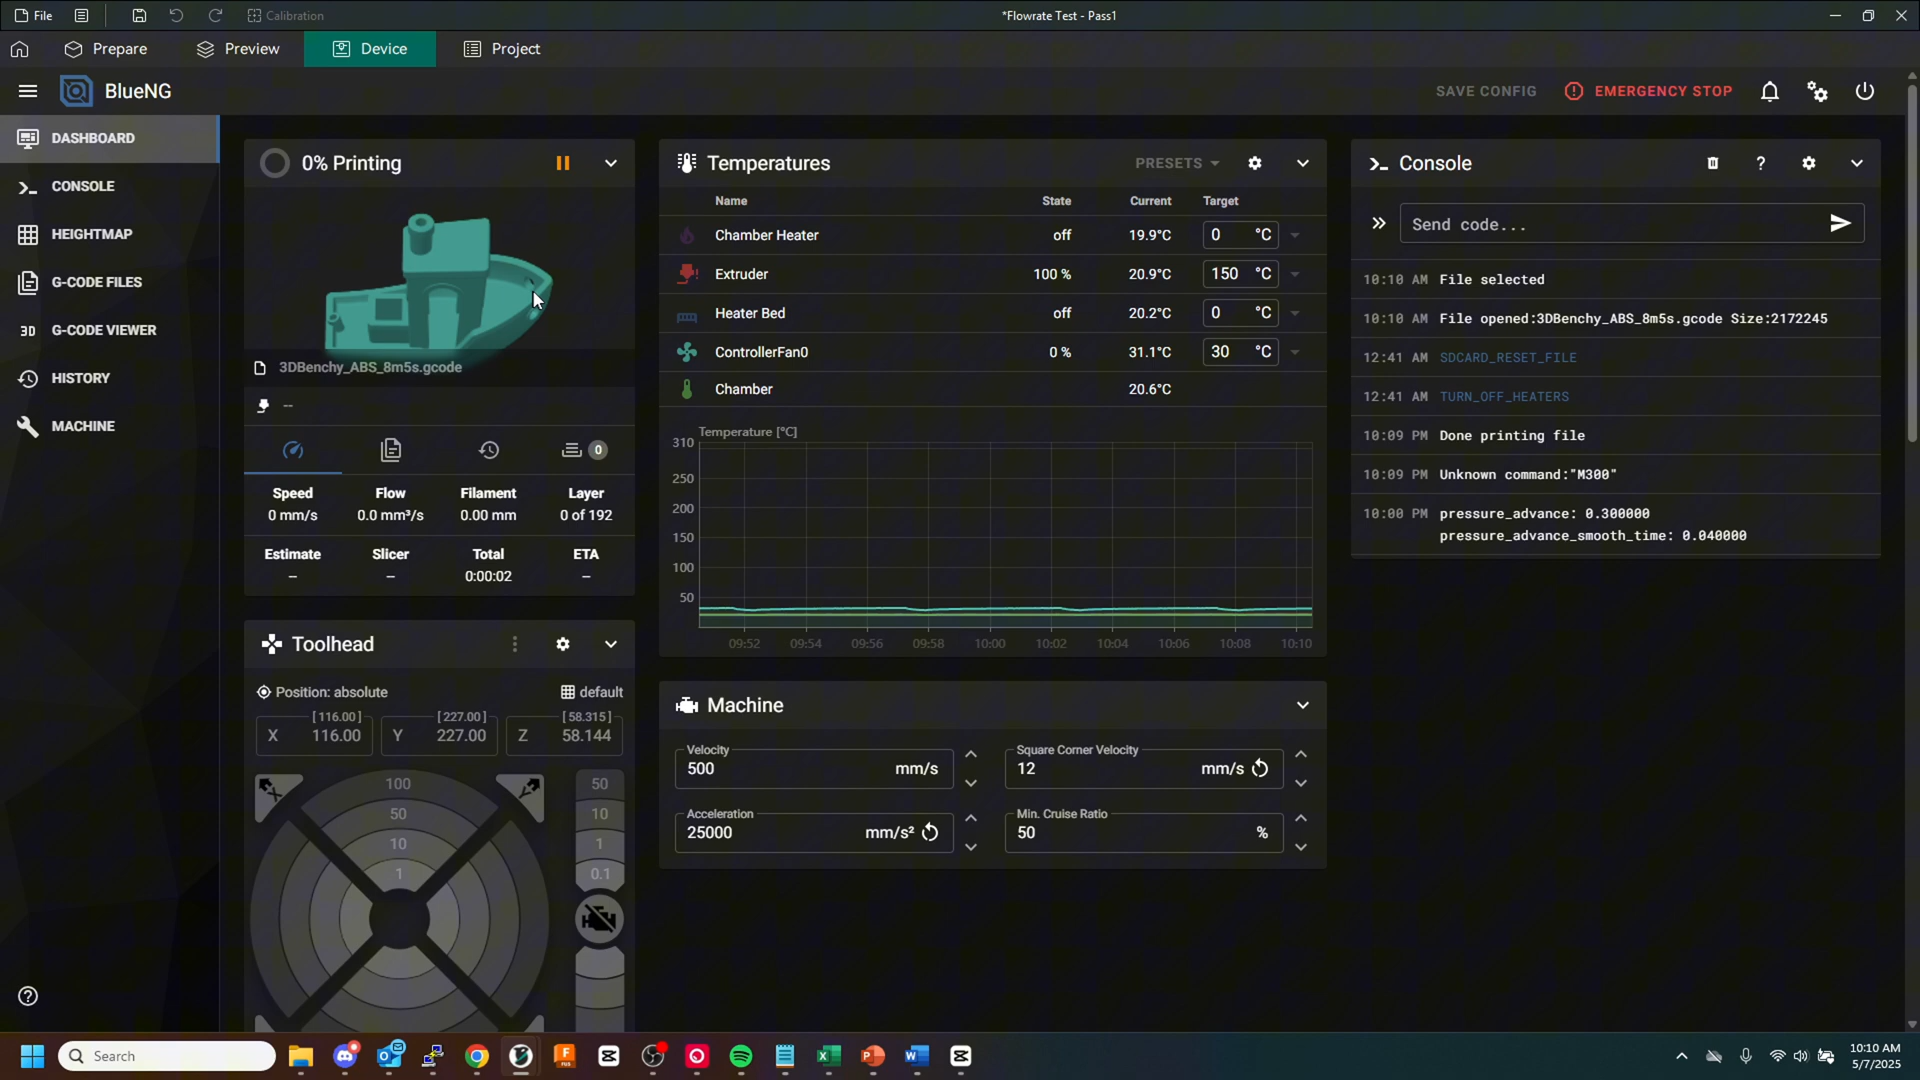 File
Calibration
*Flowrate Test - Pass1
Prepare
Preview
Device
Project
BlueNG
SAVE CONFIG
EMERGENCY STOP
DASHBOARD
CONSOLE
HEIGHTMAP
G-CODE FILES
3D G-CODE VIEWER
HISTORY
MACHINE
0% Printing
3DBenchy_ABS_8m5s.gcode
--
0
Speed Flow Filament Layer
0 mm/s 0.0 mm³/s 0.00 mm 0 of 192
Estimate Slicer Total ETA
-- -- 0:00:02 --
Toolhead
Position: absolute default
[116.00] [227.00] [58.315]
X 116.00 Y 227.00 Z 58.144
X
Y
100
50
10
1
50
10
1
0.1
Temperatures
PRESETS
Name State Current Target
Chamber Heater off 19.9°C 0 °C
Extruder 100 % 20.9°C 150 °C
Heater Bed off 20.2°C 0 °C
ControllerFan0 0 % 31.1°C 30 °C
Chamber 20.6°C
Temperature [°C]
310
250
200
150
100
50
09:52 09:54 09:56 09:58 10:00 10:02 10:04 10:06 10:08 10:10
Machine
Velocity
500 mm/s
Square Corner Velocity
12 mm/s
Acceleration
25000 mm/s²
Min. Cruise Ratio
50 %
Console
Send code...
10:10 AM File selected
10:10 AM File opened:3DBenchy_ABS_8m5s.gcode Size:2172245
12:41 AM SDCARD_RESET_FILE
12:41 AM TURN_OFF_HEATERS
10:09 PM Done printing file
10:09 PM Unknown command:"M300"
10:00 PM pressure_advance: 0.300000
pressure_advance_smooth_time: 0.040000
Search
10:10 AM
5/7/2025